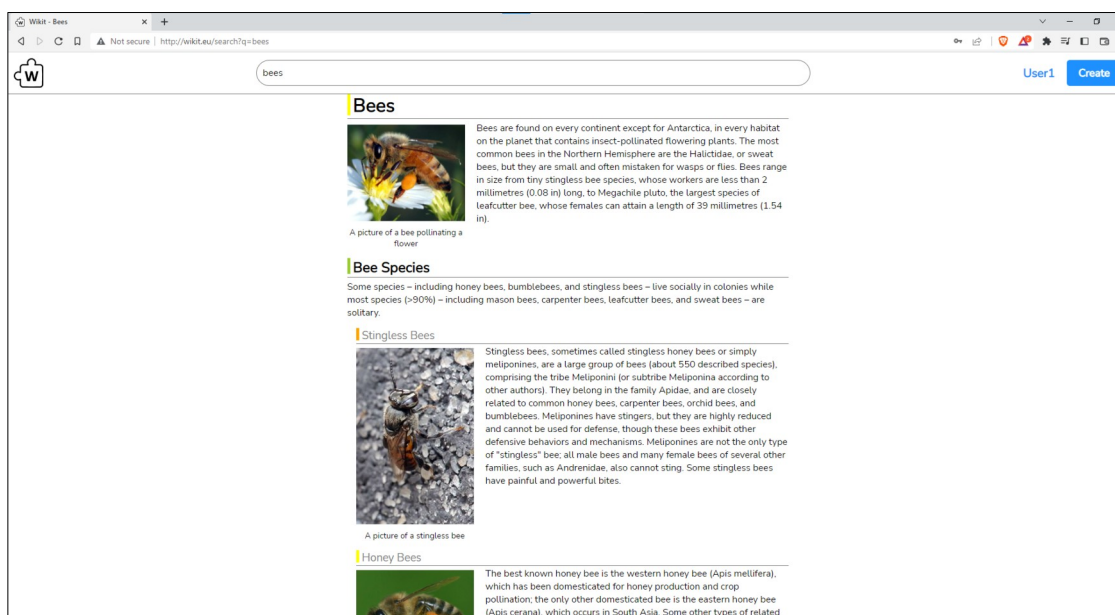 Wikit - Bees
Not secure | http://wikit.eu/search?q=bees
W
bees
User1
Create
Bees
Bees are found on every continent except for Antarctica, in every habitat
on the planet that contains insect-pollinated flowering plants. The most
common bees in the Northern Hemisphere are the Halictidae, or sweat
bees, but they are small and often mistaken for wasps or flies. Bees range
in size from tiny stingless bee species, whose workers are less than 2
millimetres (0.08 in) long, to Megachile pluto, the largest species of
leafcutter bee, whose females can attain a length of 39 millimetres (1.54
in).
A picture of a bee pollinating a
flower
Bee Species
Some species – including honey bees, bumblebees, and stingless bees – live socially in colonies while
most species (>90%) – including mason bees, carpenter bees, leafcutter bees, and sweat bees – are
solitary.
Stingless Bees
Stingless bees, sometimes called stingless honey bees or simply
meliponines, are a large group of bees (about 550 described species),
comprising the tribe Meliponini (or subtribe Meliponina according to
other authors). They belong in the family Apidae, and are closely
related to common honey bees, carpenter bees, orchid bees, and
bumblebees. Meliponines have stingers, but they are highly reduced
and cannot be used for defense, though these bees exhibit other
defensive behaviors and mechanisms. Meliponines are not the only type
of "stingless" bee; all male bees and many female bees of several other
families, such as Andrenidae, also cannot sting. Some stingless bees
have painful and powerful bites.
A picture of a stingless bee
Honey Bees
The best known honey bee is the western honey bee (Apis mellifera),
which has been domesticated for honey production and crop
pollination; the only other domesticated bee is the eastern honey bee
(Apis cerana), which occurs in South Asia. Some other types of related